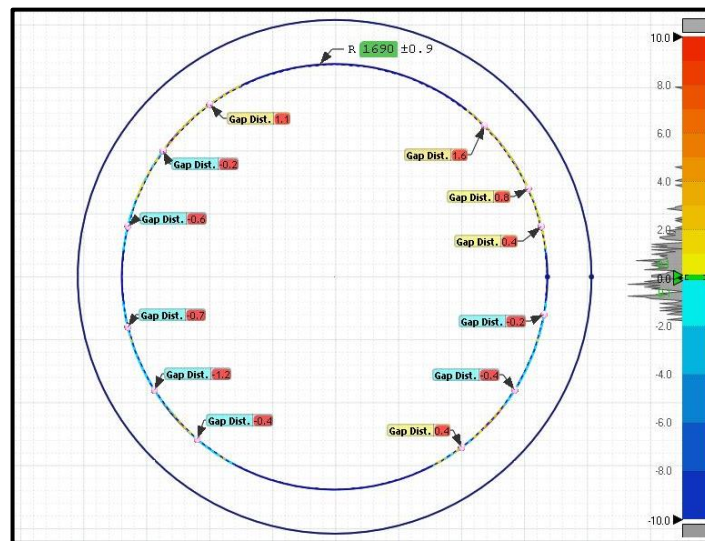 R 1690 ±0.9
10.0
8.0
6.0
4.0
2.0
0.0
-2.0
-4.0
-6.0
-8.0
-10.0
Gap Dist. 1.1
Gap Dist. -0.2
Gap Dist. -0.6
Gap Dist. -0.7
Gap Dist. -1.2
Gap Dist. -0.4
Gap Dist. 1.6
Gap Dist. 0.8
Gap Dist. 0.4
Gap Dist. -0.2
Gap Dist. -0.4
Gap Dist. 0.4